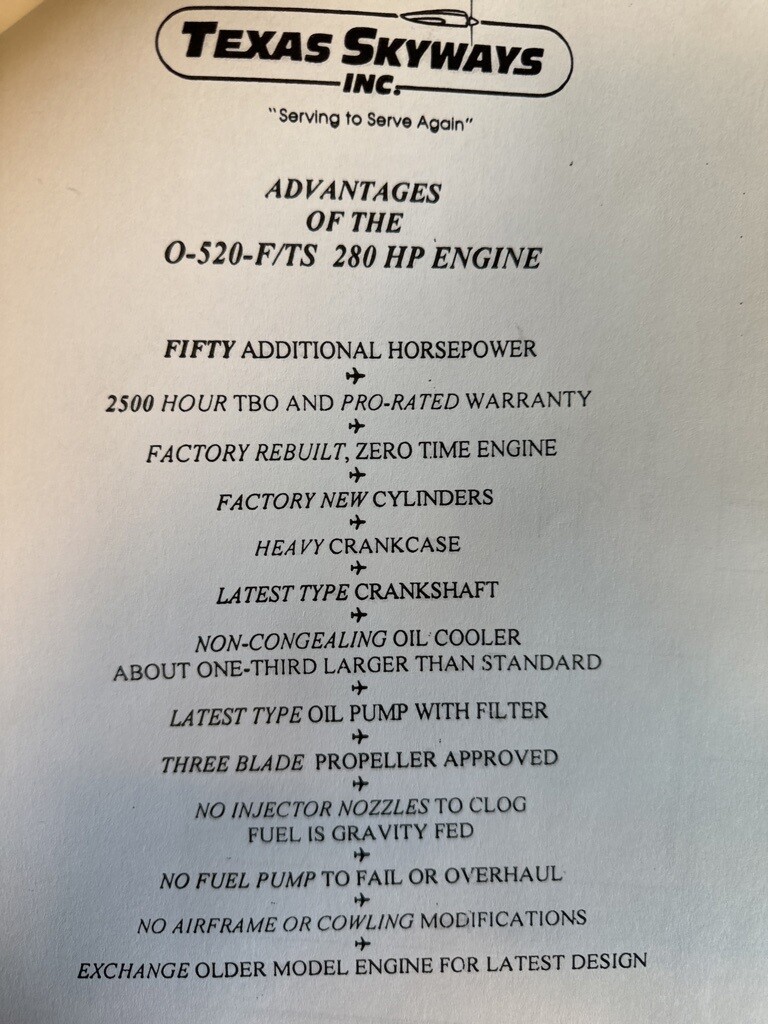 TEXAS SKYWAYS
INC.
"Serving to Serve Again"
ADVANTAGES
OF THE
O-520-F/TS 280 HP ENGINE
FIFTY ADDITIONAL HORSEPOWER
2500 HOUR TBO AND PRO-RATED WARRANTY
FACTORY REBUILT, ZERO TIME ENGINE
FACTORY NEW CYLINDERS
HEAVY CRANKCASE
LATEST TYPE CRANKSHAFT
NON-CONGEALING OIL COOLER
ABOUT ONE-THIRD LARGER THAN STANDARD
LATEST TYPE OIL PUMP WITH FILTER
THREE BLADE PROPELLER APPROVED
NO INJECTOR NOZZLES TO CLOG
FUEL IS GRAVITY FED
NO FUEL PUMP TO FAIL OR OVERHAUL
NO AIRFRAME OR COWLING MODIFICATIONS
EXCHANGE OLDER MODEL ENGINE FOR LATEST DESIGN